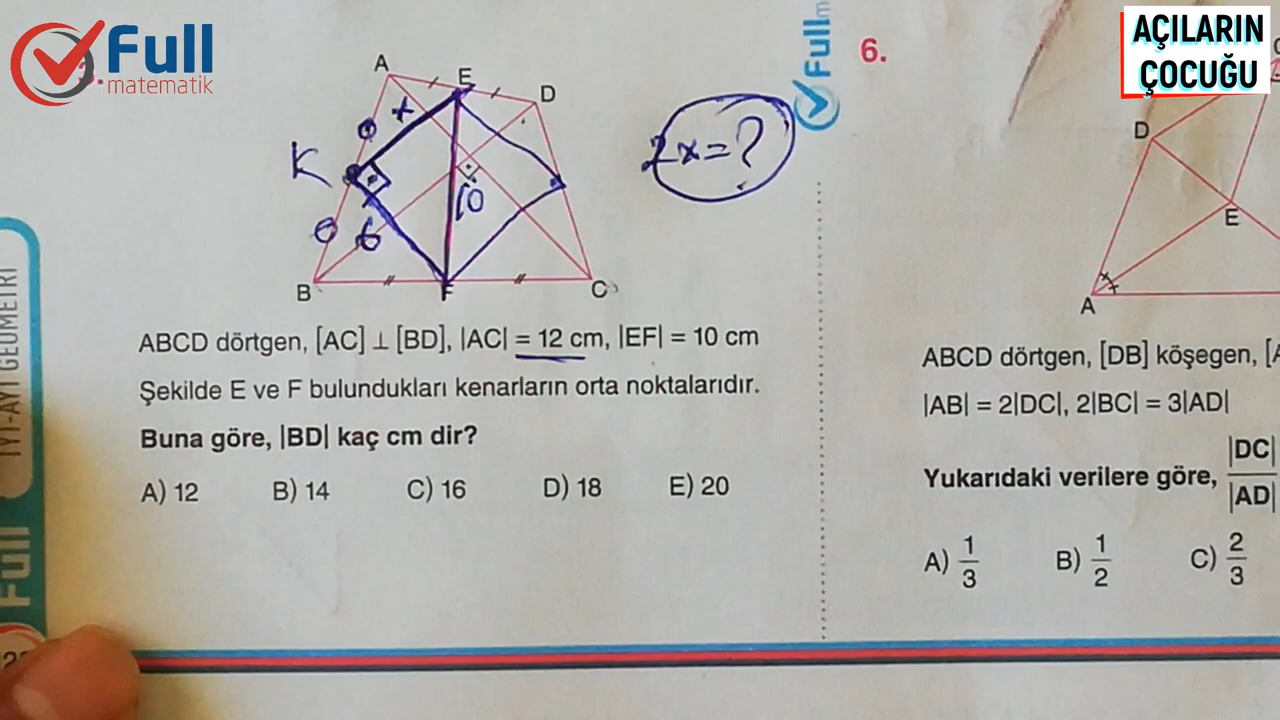 Full
matematik
AÇILARIN
ÇOCUĞU
A
E
D
x
K
10
6
B
F
C
2x=?
ABCD dörtgen, [AC] ⊥ [BD], |AC| = 12 cm, |EF| = 10 cm
Şekilde E ve F bulundukları kenarların orta noktalarıdır.
Buna göre, |BD| kaç cm dir?
A) 12 B) 14 C) 16 D) 18 E) 20
Full
6.
D
E
A
ABCD dörtgen, [DB] köşegen,
|AB| = 2|DC|, 2|BC| = 3|AD|
Yukarıdaki verilere göre, |DC|/|AD|
A) 1/3 B) 1/2 C) 2/3
TYT-AYT GEOMETRİ
Full